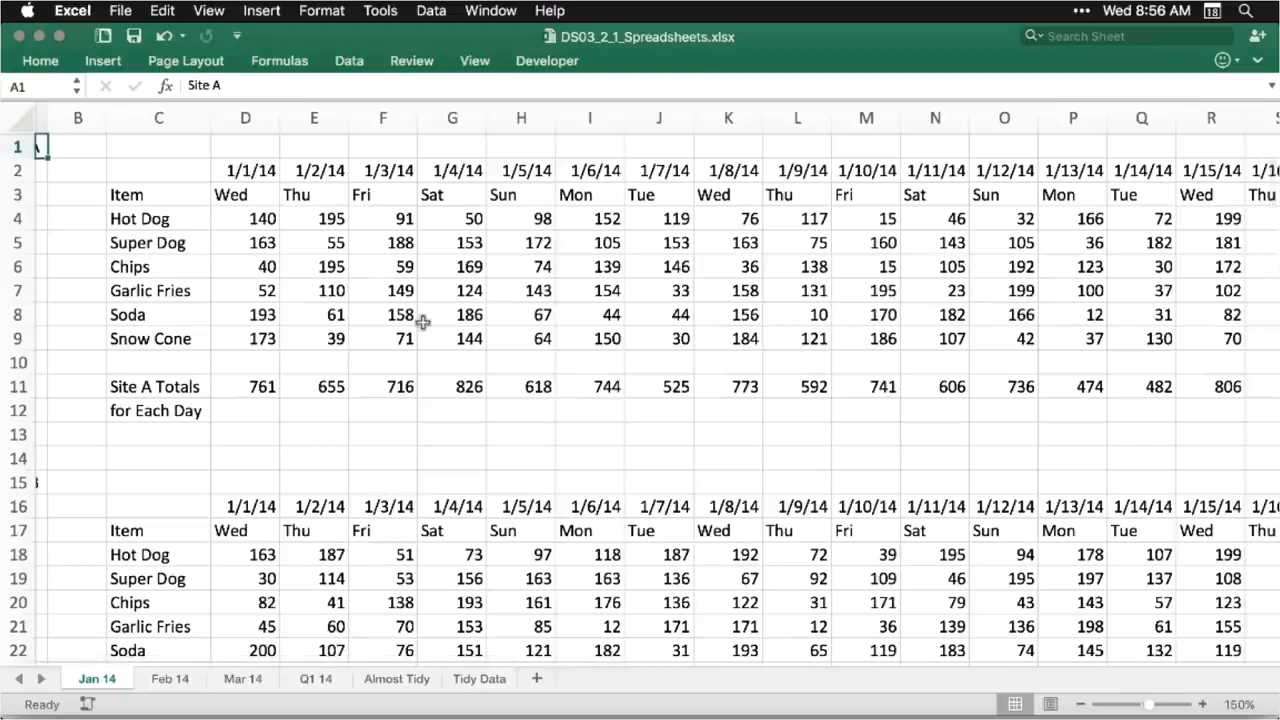 Excel File Edit View Insert Format Tools Data Window Help ••• Wed 8:56 AM 18
DS03_2_1_Spreadsheets.xlsx Search Sheet
Home Insert Page Layout Formulas Data Review View Developer
A1 fx Site A
B C D E F G H I J K L M N O P Q R
1
2 1/1/14 1/2/14 1/3/14 1/4/14 1/5/14 1/6/14 1/7/14 1/8/14 1/9/14 1/10/14 1/11/14 1/12/14 1/13/14 1/14/14 1/15/14
3 Item Wed Thu Fri Sat Sun Mon Tue Wed Thu Fri Sat Sun Mon Tue Wed Thu
4 Hot Dog 140 195 91 50 98 152 119 76 117 15 46 32 166 72 199
5 Super Dog 163 55 188 153 172 105 153 163 75 160 143 105 36 182 181
6 Chips 40 195 59 169 74 139 146 36 138 15 105 192 123 30 172
7 Garlic Fries 52 110 149 124 143 154 33 158 131 195 23 199 100 37 102
8 Soda 193 61 158 186 67 44 44 156 10 170 182 166 12 31 82
9 Snow Cone 173 39 71 144 64 150 30 184 121 186 107 42 37 130 70
10
11 Site A Totals 761 655 716 826 618 744 525 773 592 741 606 736 474 482 806
12 for Each Day
13
14
15
16 1/1/14 1/2/14 1/3/14 1/4/14 1/5/14 1/6/14 1/7/14 1/8/14 1/9/14 1/10/14 1/11/14 1/12/14 1/13/14 1/14/14 1/15/14
17 Item Wed Thu Fri Sat Sun Mon Tue Wed Thu Fri Sat Sun Mon Tue Wed Thu
18 Hot Dog 163 187 51 73 97 118 187 192 72 39 195 94 178 107 199
19 Super Dog 30 114 53 156 163 163 136 67 92 109 46 195 197 137 108
20 Chips 82 41 138 193 161 176 136 122 31 171 79 43 143 57 123
21 Garlic Fries 45 60 70 153 85 12 171 171 12 36 139 136 198 61 155
22 Soda 200 107 76 151 121 182 31 193 65 119 183 74 145 132 119
Jan 14 Feb 14 Mar 14 Q1 14 Almost Tidy Tidy Data +
Ready 150%